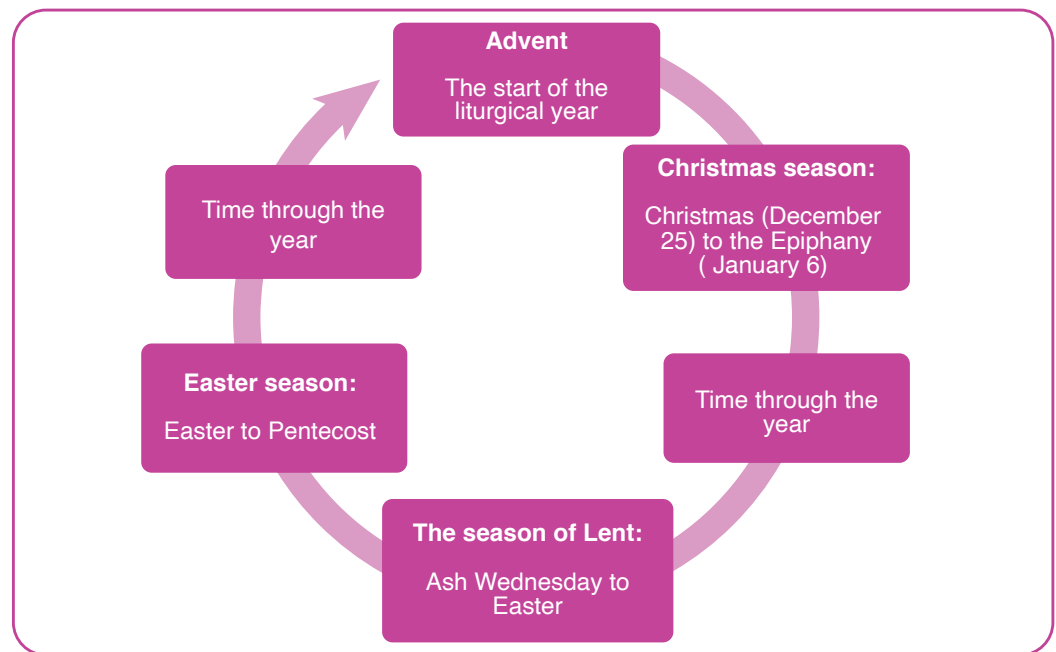 Advent
The start of the
liturgical year
Christmas season:
Christmas (December
25) to the Epiphany
( January 6)
Time through the
year
The season of Lent:
Ash Wednesday to
Easter
Easter season:
Easter to Pentecost
Time through the
year